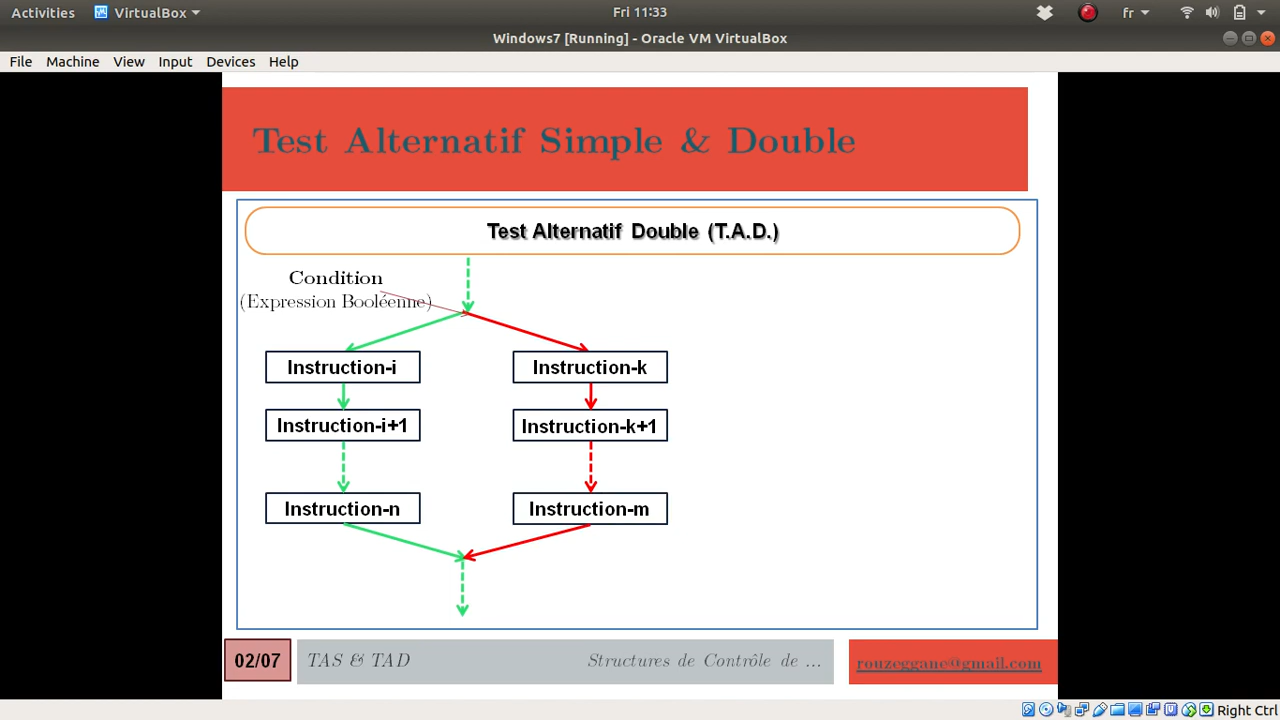 Activities VirtualBox Fri 11:33 fr
Windows7 [Running] - Oracle VM VirtualBox
File Machine View Input Devices Help
Test Alternatif Simple & Double
Test Alternatif Double (T.A.D.)
Condition
(Expression Booléenne)
Instruction-i Instruction-k
Instruction-i+1 Instruction-k+1
Instruction-n Instruction-m
02/07 TAS & TAD Structures de Contrôle de ... rouzeggane@gmail.com
Right Ctrl